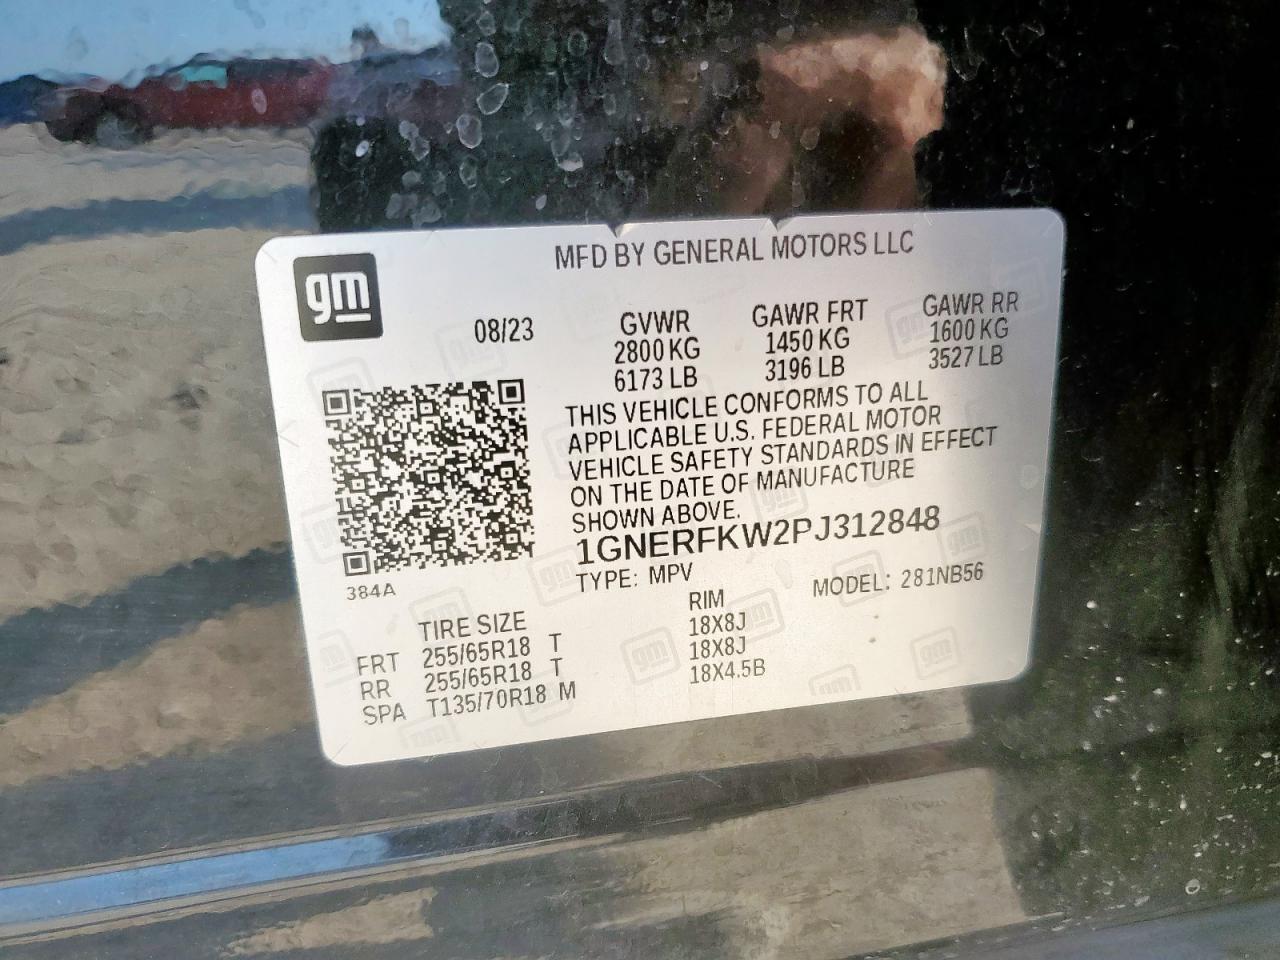 MFD BY GENERAL MOTORS LLC
gm
08/23
GVWR
2800 KG
6173 LB
GAWR FRT
1450 KG
3196 LB
GAWR RR
1600 KG
3527 LB
THIS VEHICLE CONFORMS TO ALL
APPLICABLE U.S. FEDERAL MOTOR
VEHICLE SAFETY STANDARDS IN EFFECT
ON THE DATE OF MANUFACTURE
SHOWN ABOVE.
1GNERFKW2PJ312848
TYPE: MPV MODEL: 281NB56
384A
TIRE SIZE RIM
FRT 255/65R18 T 18X8J
RR 255/65R18 T 18X8J
SPA T135/70R18 M 18X4.5B